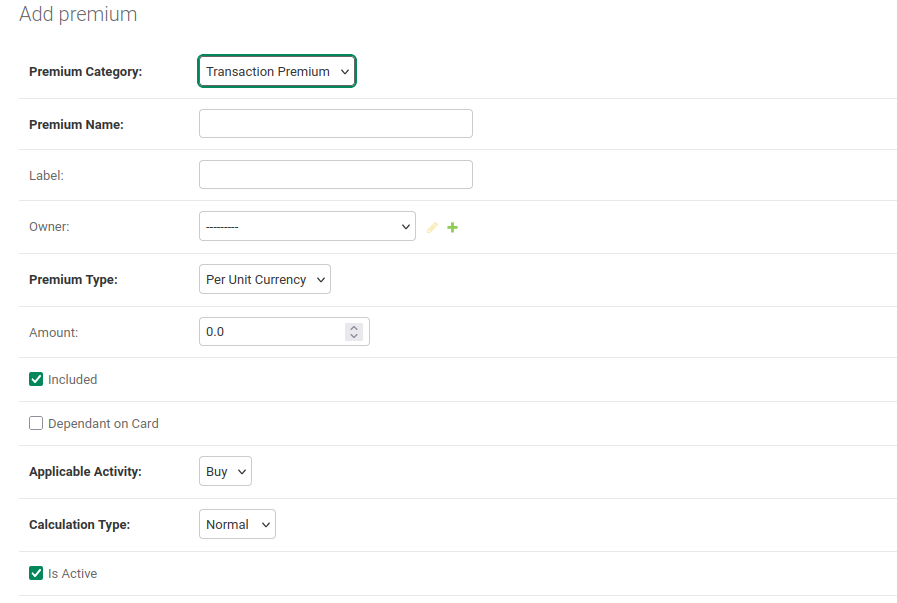 Add premium
Premium Category: Transaction Premium
Premium Name:
Label:
Owner: ---------
Premium Type: Per Unit Currency
Amount: 0.0
Included
Dependant on Card
Applicable Activity: Buy
Calculation Type: Normal
Is Active